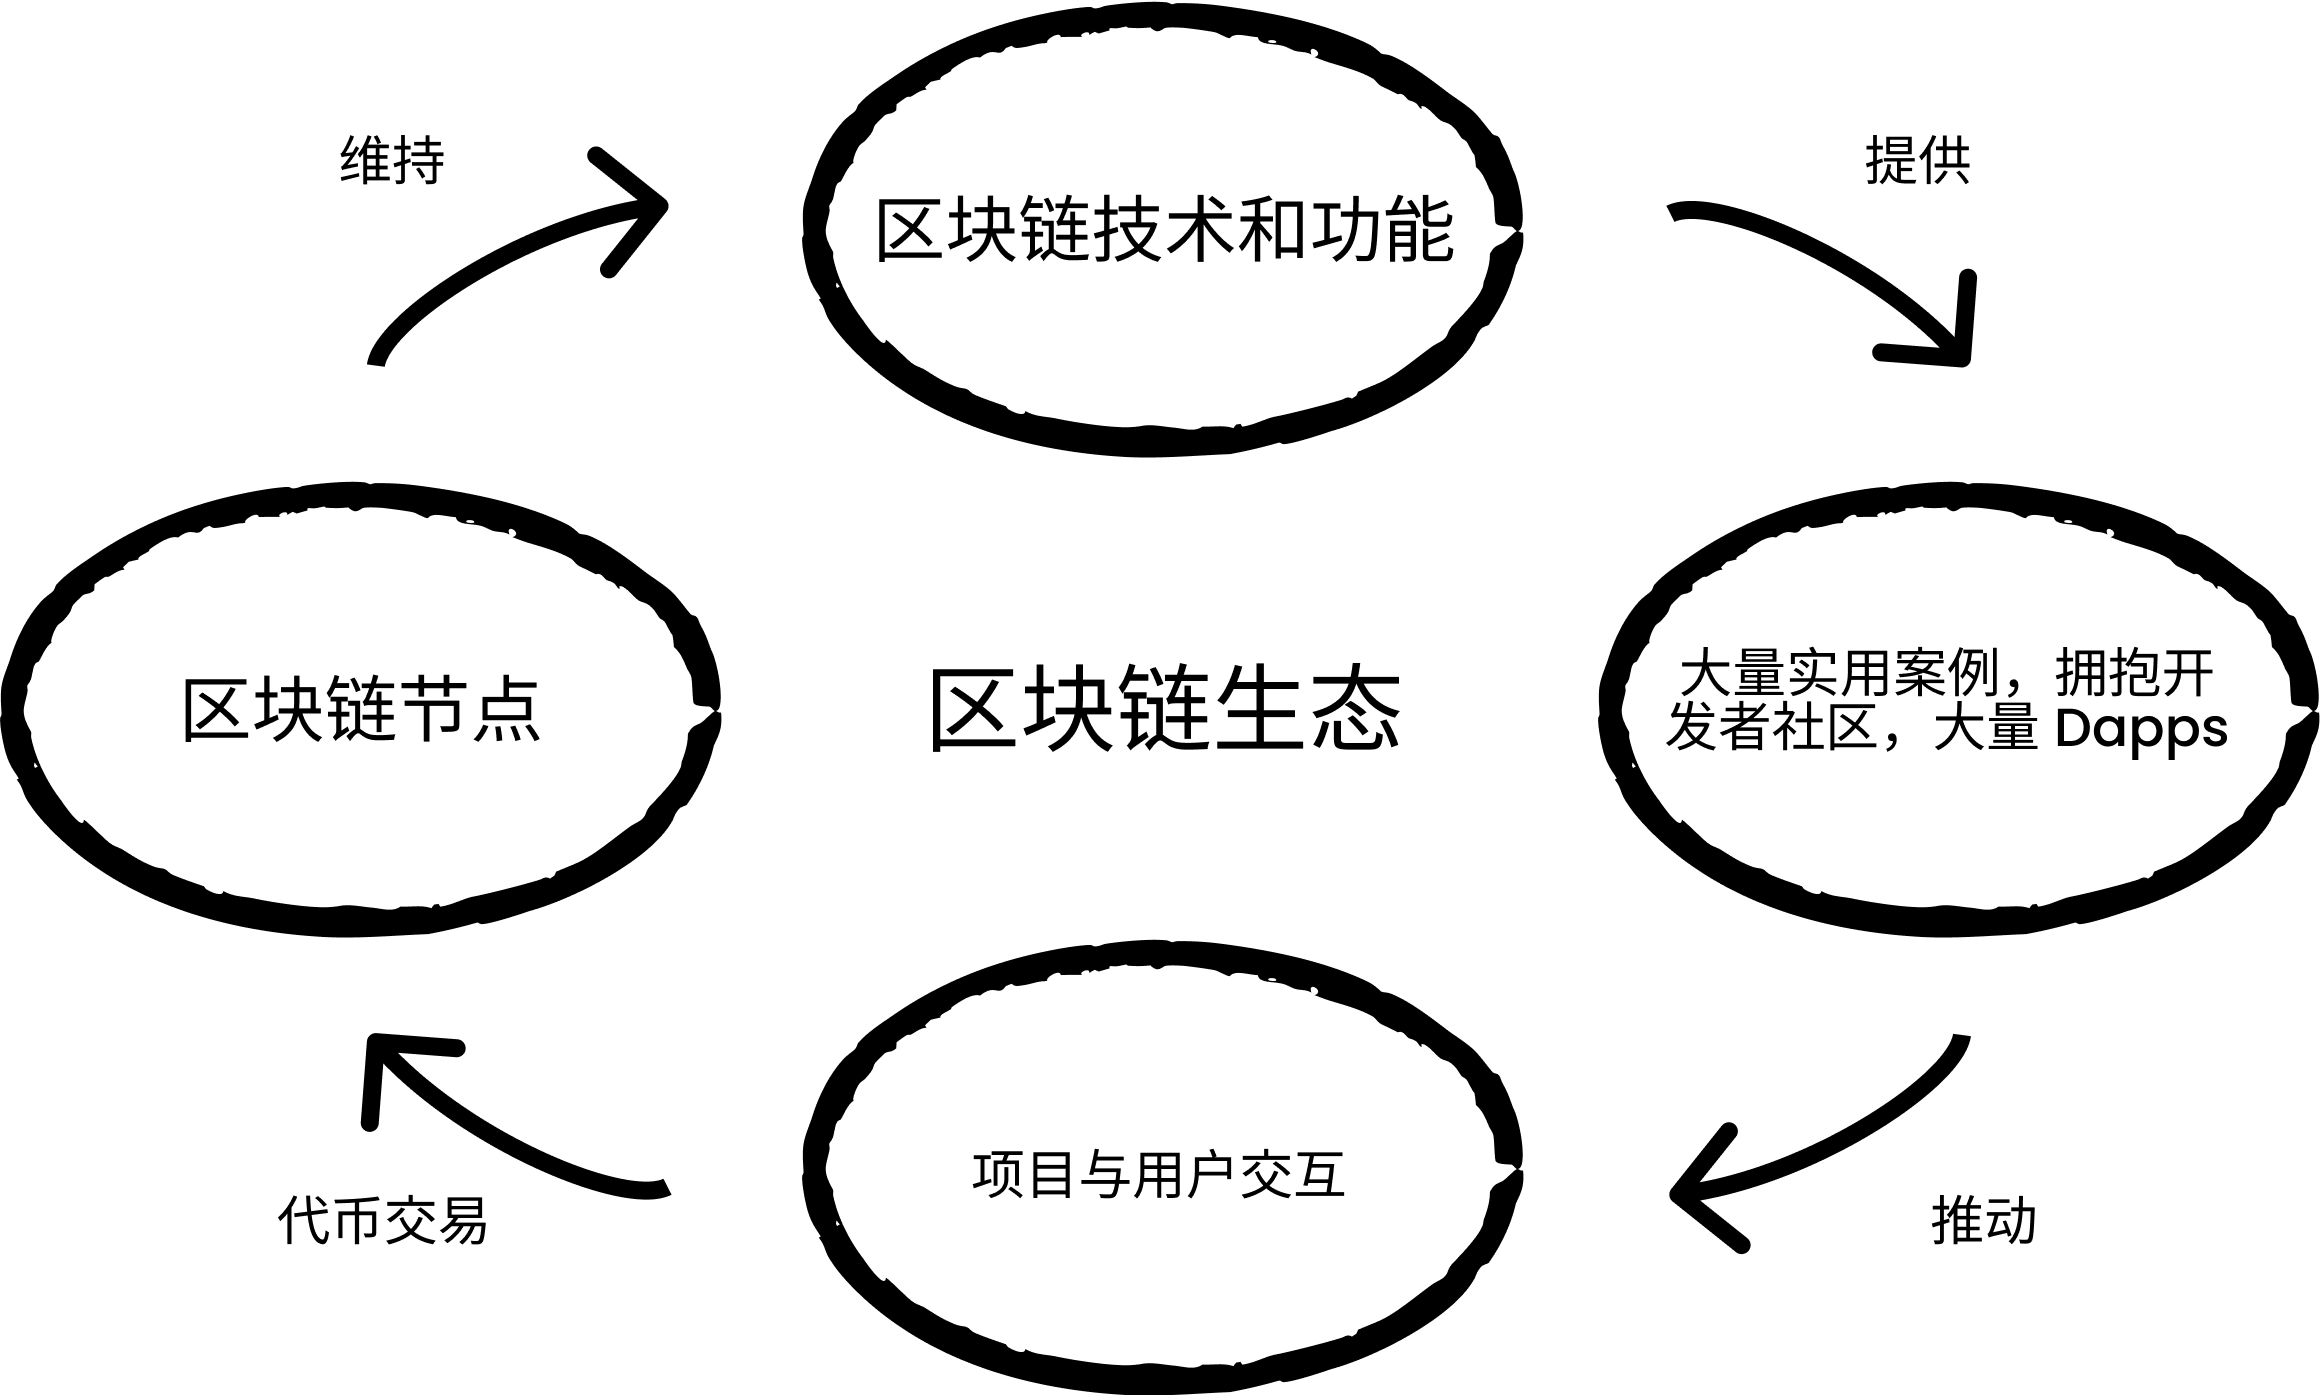 维持
提供
区块链技术和功能
区块链节点
区块链生态
大量实用案例，拥抱开
发者社区，大量 Dapps
项目与用户交互
代币交易
推动